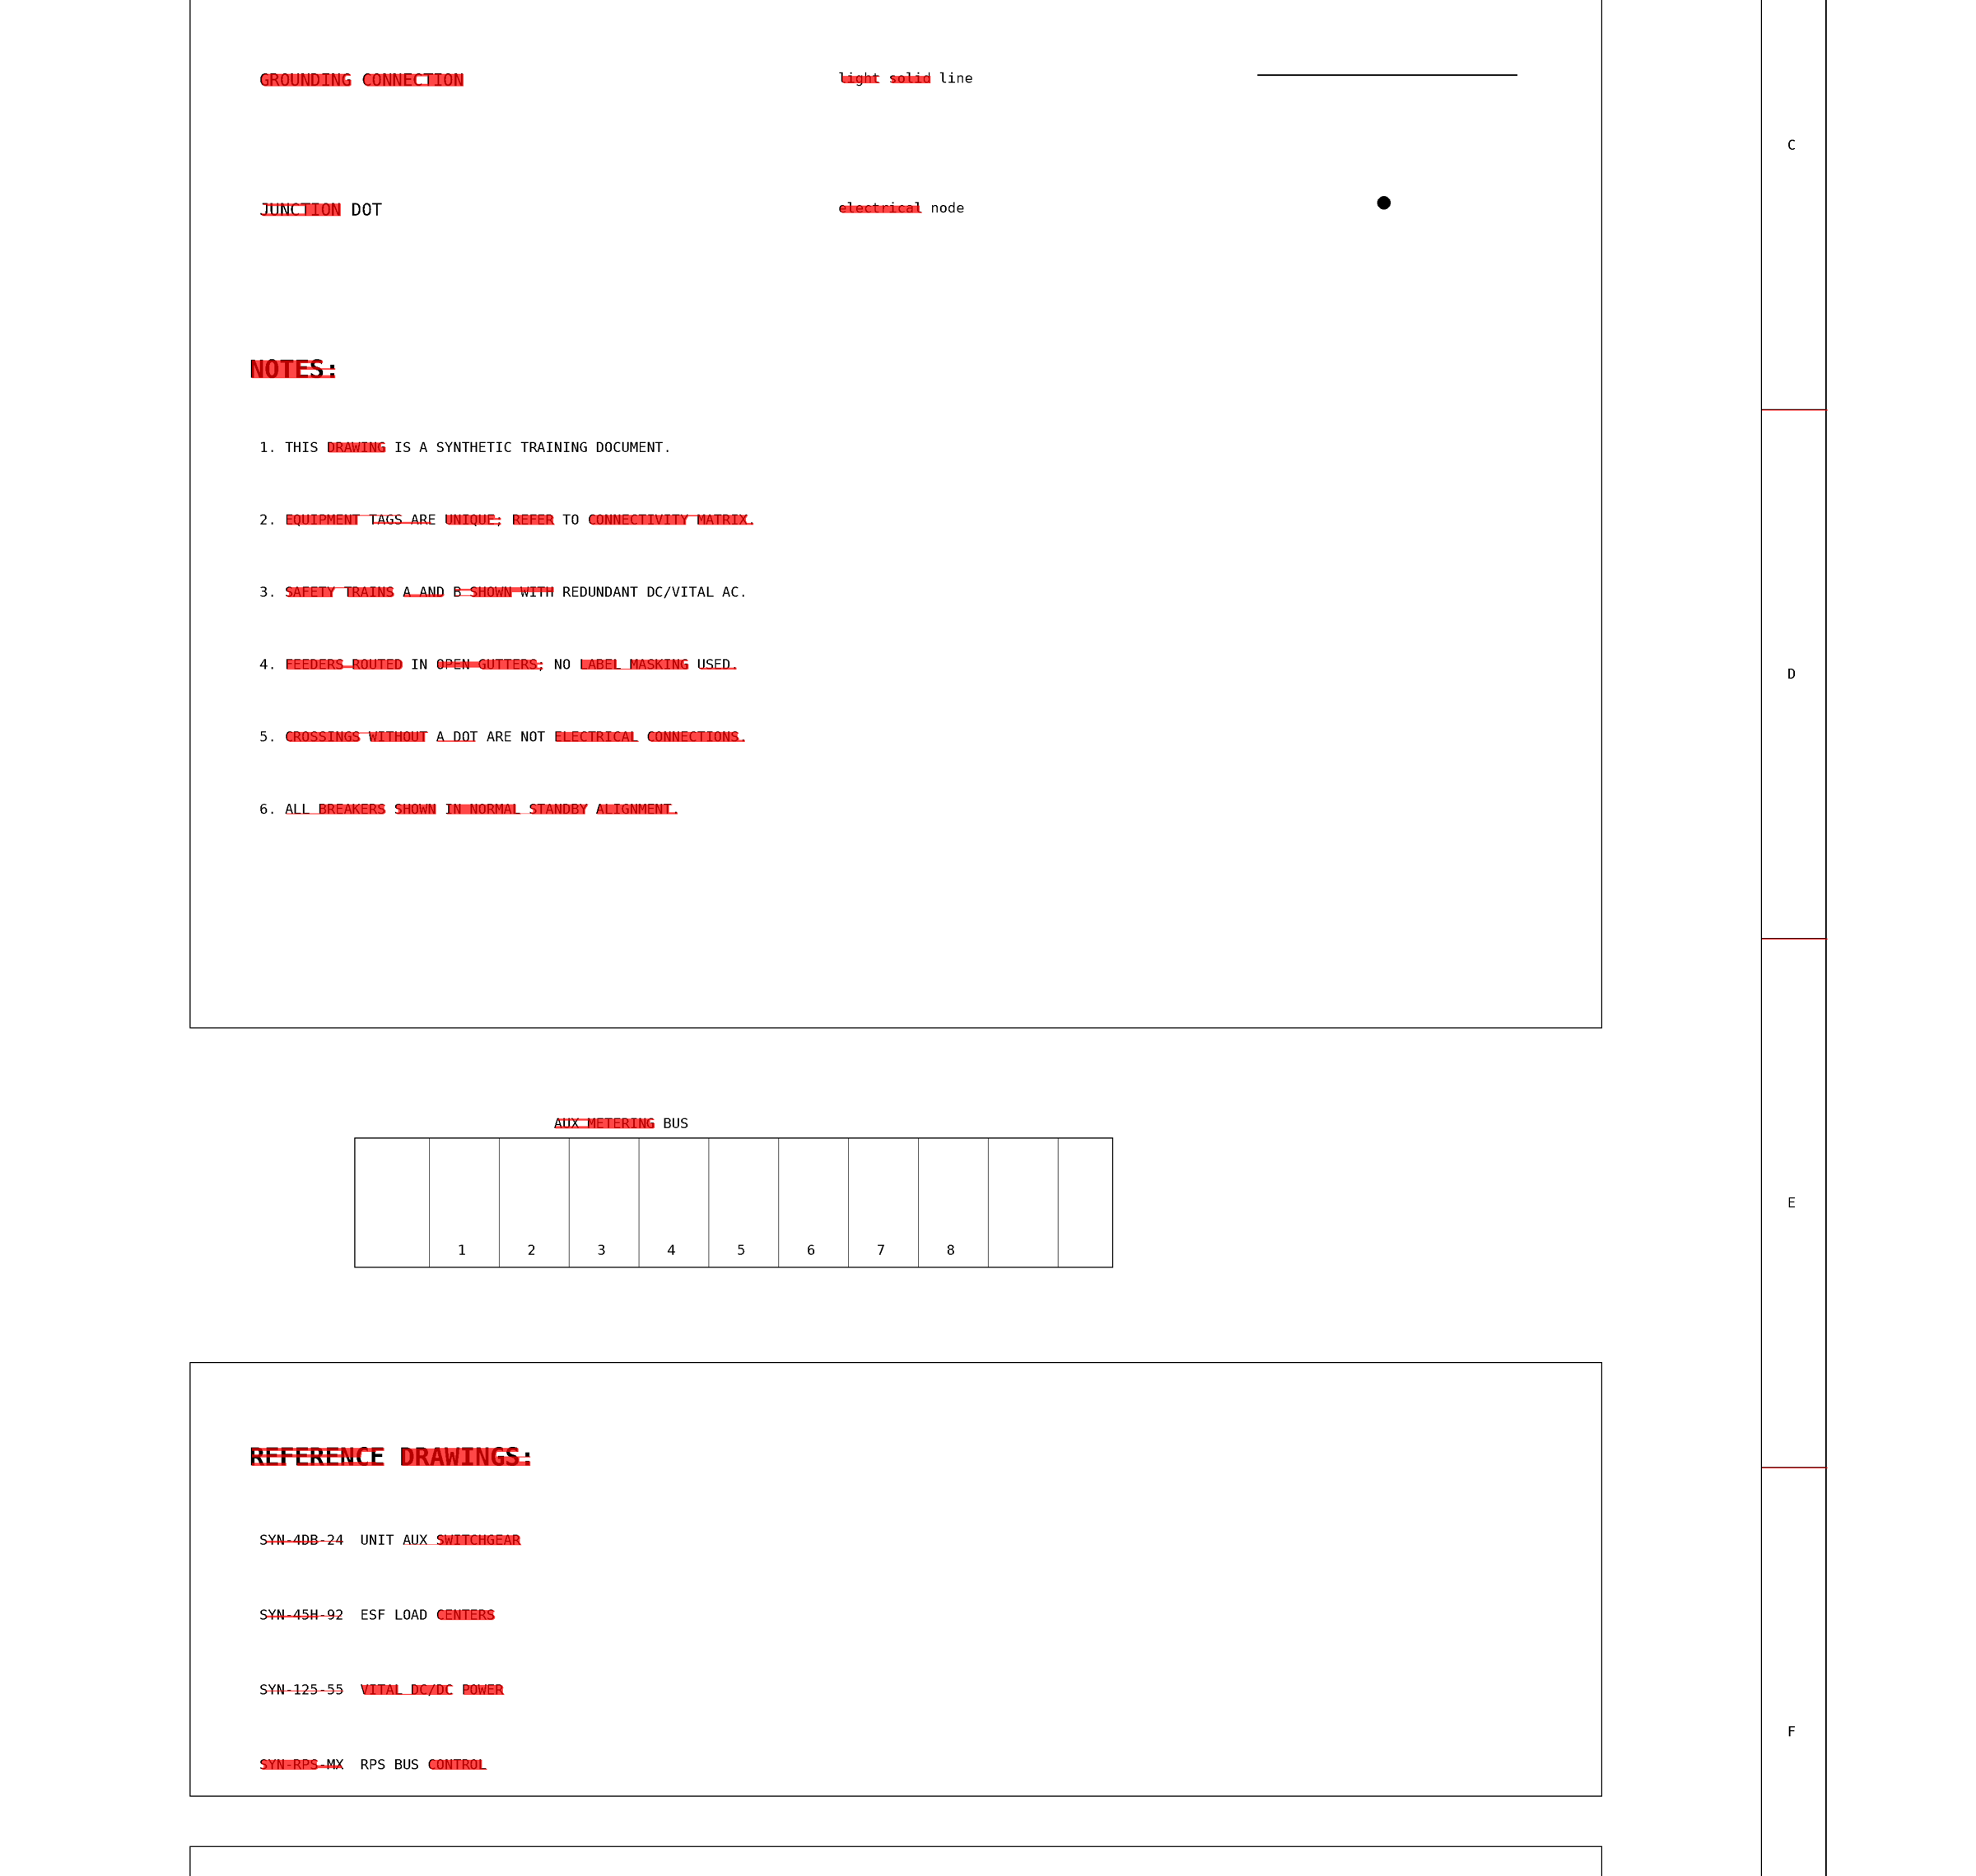 GROUNDING CONNECTION light solid line
C
JUNCTION DOT electrical node
NOTES:
1. THIS DRAWING IS A SYNTHETIC TRAINING DOCUMENT.
2. EQUIPMENT TAGS ARE UNIQUE; REFER TO CONNECTIVITY MATRIX.
3. SAFETY TRAINS A AND B SHOWN WITH REDUNDANT DC/VITAL AC.
4. FEEDERS ROUTED IN OPEN GUTTERS; NO LABEL MASKING USED.
D
5. CROSSINGS WITHOUT A DOT ARE NOT ELECTRICAL CONNECTIONS.
6. ALL BREAKERS SHOWN IN NORMAL STANDBY ALIGNMENT.
AUX METERING BUS
E
1 2 3 4 5 6 7 8
REFERENCE DRAWINGS:
SYN-4DB-24 UNIT AUX SWITCHGEAR
SYN-45H-92 ESF LOAD CENTERS
SYN-125-55 VITAL DC/DC POWER
F
SYN-RPS-MX RPS BUS CONTROL